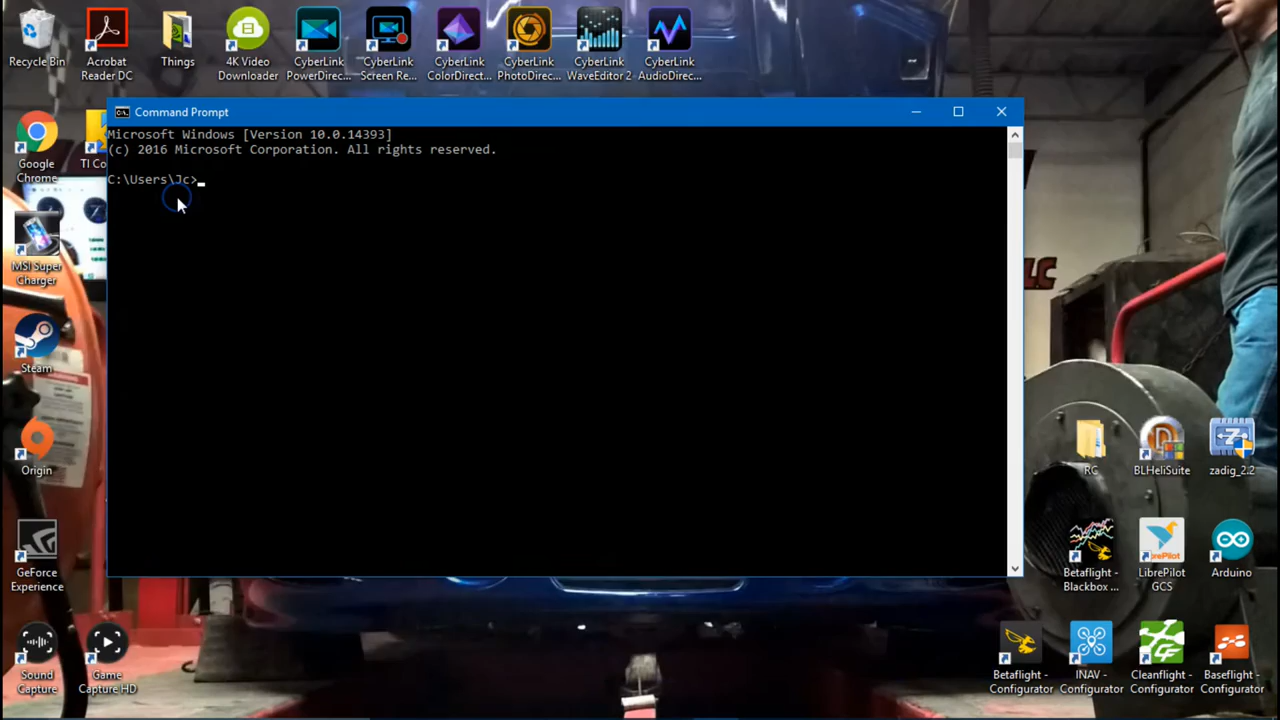 Recycle Bin
Acrobat
Reader DC
Things
4K Video
Downloader
CyberLink
PowerDirec...
CyberLink
Screen Re...
CyberLink
ColorDirect...
CyberLink
PhotoDirec...
CyberLink
WaveEditor 2
CyberLink
AudioDirec...
Command Prompt
Microsoft Windows [Version 10.0.14393]
(c) 2016 Microsoft Corporation. All rights reserved.
C:\Users\Jc>
Google
Chrome
TI Co
MSI Super
Charger
Steam
Origin
GeForce
Experience
Sound
Capture
Game
Capture HD
LC
RC
BLHeliSuite
zadig_2.2
Betaflight -
Blackbox ...
LibrePilot
GCS
Arduino
Betaflight -
Configurator
INAV -
Configurator
Cleanflight -
Configurator
Baseflight -
Configurator